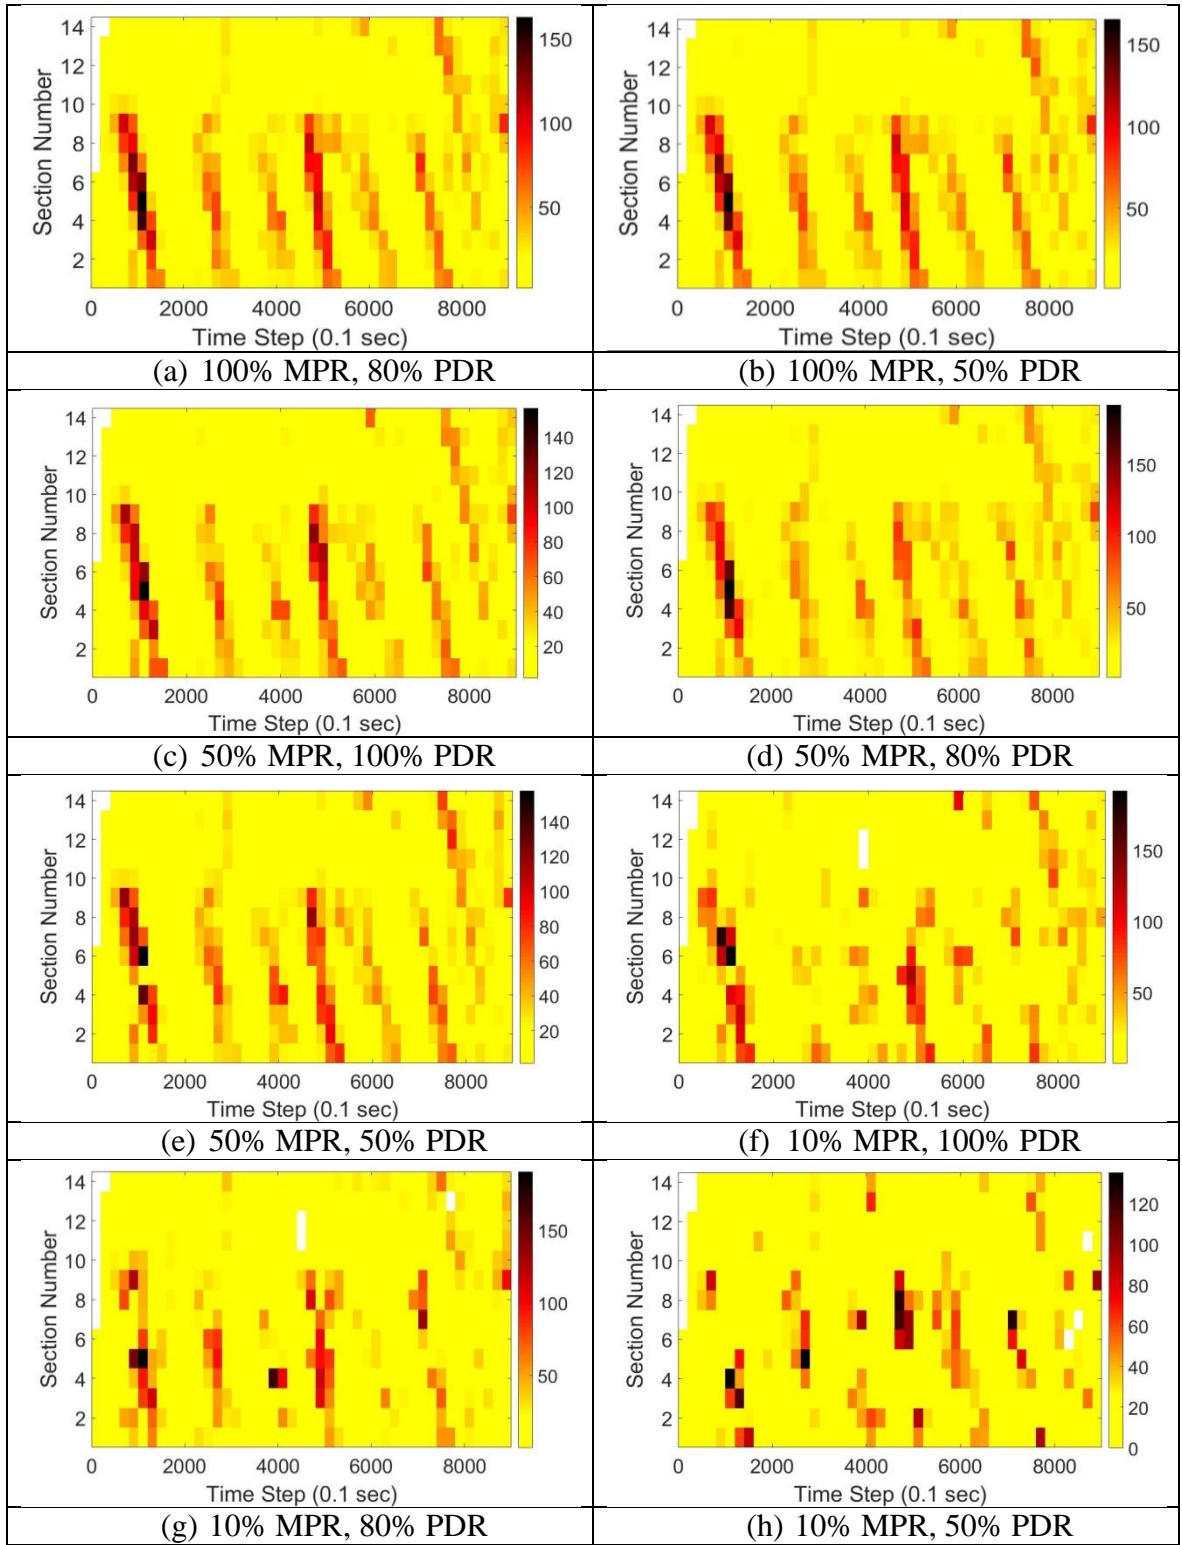 14
12
10
8
6
4
2
Section Number
0 2000 4000 6000 8000
Time Step (0.1 sec)
150
100
50
(a) 100% MPR, 80% PDR
14
12
10
8
6
4
2
Section Number
0 2000 4000 6000 8000
Time Step (0.1 sec)
150
100
50
(b) 100% MPR, 50% PDR
14
12
10
8
6
4
2
Section Number
0 2000 4000 6000 8000
Time Step (0.1 sec)
140
120
100
80
60
40
20
(c) 50% MPR, 100% PDR
14
12
10
8
6
4
2
Section Number
0 2000 4000 6000 8000
Time Step (0.1 sec)
150
100
50
(d) 50% MPR, 80% PDR
14
12
10
8
6
4
2
Section Number
0 2000 4000 6000 8000
Time Step (0.1 sec)
140
120
100
80
60
40
20
(e) 50% MPR, 50% PDR
14
12
10
8
6
4
2
Section Number
0 2000 4000 6000 8000
Time Step (0.1 sec)
150
100
50
(f) 10% MPR, 100% PDR
14
12
10
8
6
4
2
Section Number
0 2000 4000 6000 8000
Time Step (0.1 sec)
150
100
50
(g) 10% MPR, 80% PDR
14
12
10
8
6
4
2
Section Number
0 2000 4000 6000 8000
Time Step (0.1 sec)
120
100
80
60
40
20
0
(h) 10% MPR, 50% PDR